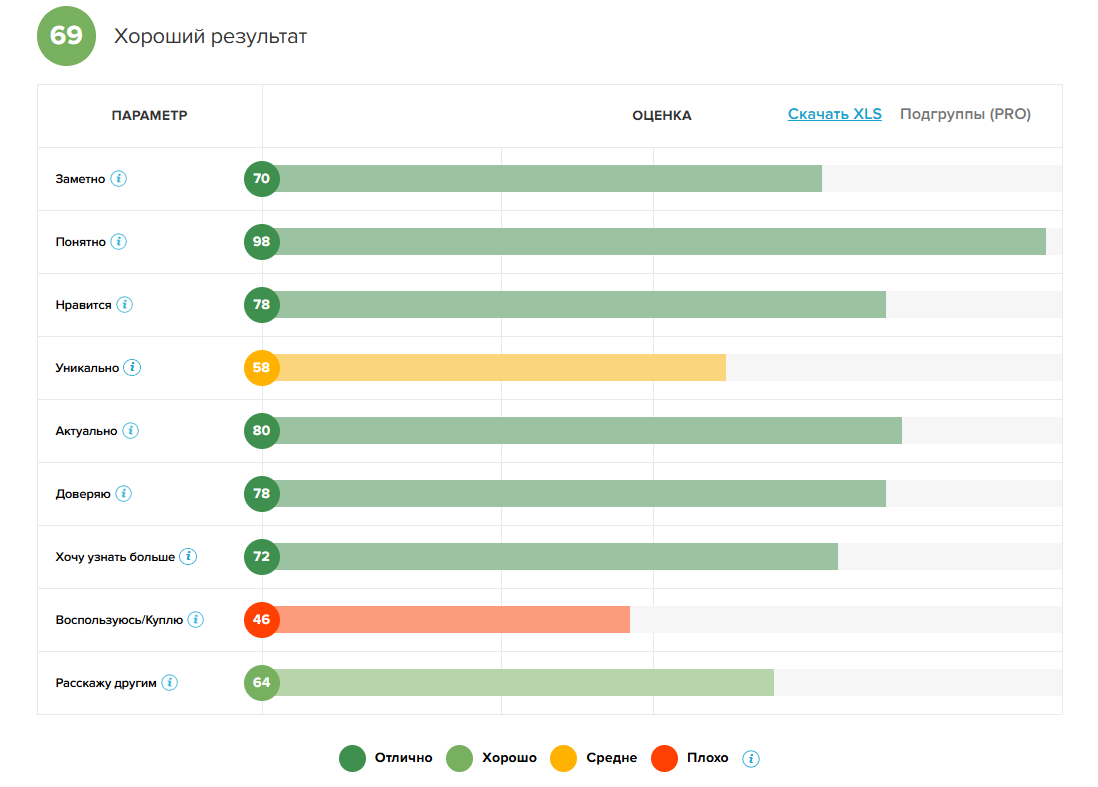 69 Хороший результат
ПАРАМЕТР ОЦЕНКА Скачать XLS Подгруппы (PRO)
Заметно i 70
Понятно i 98
Нравится i 78
Уникально i 58
Актуально i 80
Доверяю i 78
Хочу узнать больше i 72
Воспользуюсь/Куплю i 46
Расскажу другим i 64
Отлично Хорошо Средне Плохо i